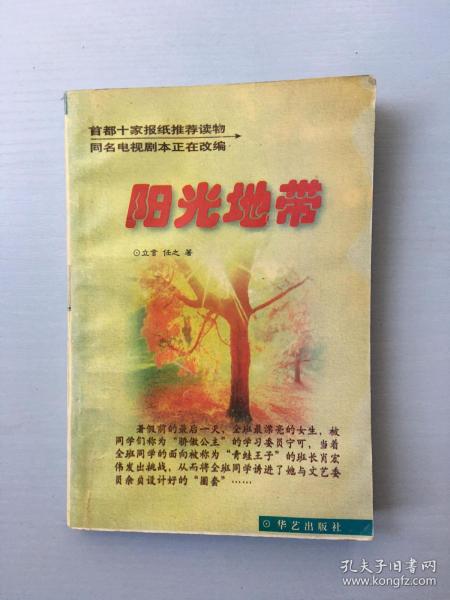 首都十家报纸推荐读物
同名电视剧本正在改编
阳光地带
⊙立言 任之 著
暑假前的最后一天,全班最漂亮的女生,被
同学们称为“骄傲公主”的学习委员宁可,当着
全班同学的面向被称为“青蛙王子”的班长肖宏
伟发出挑战,从而将全班同学诱进了她与文艺委
员余贞设计好的“圈套”……
⊙ 华艺出版社
孔夫子旧书网
www.kongfz.com